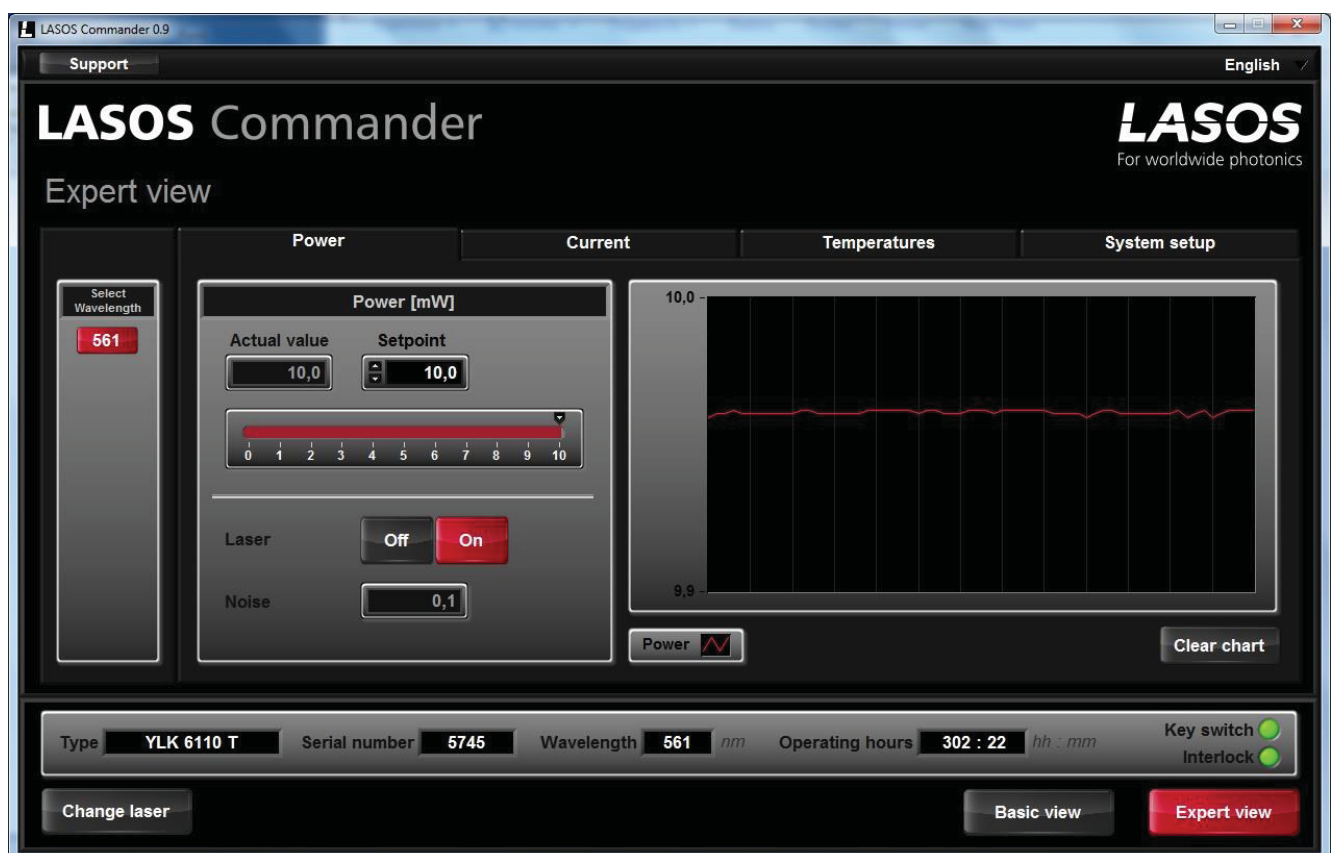 LASOS Commander 0.9
Support
English
LASOS Commander
LASOS
For worldwide photonics
Expert view
Power
Current
Temperatures
System setup
Select
Wavelength
561
Power [mW]
Actual value
Setpoint
10,0
10,0
0 1 2 3 4 5 6 7 8 9 10
Laser
Off
On
Noise
0,1
10,0
9,9
Power
Clear chart
Type YLK 6110 T Serial number 5745 Wavelength 561 nm Operating hours 302 : 22 hh : mm
Key switch
Interlock
Change laser
Basic view
Expert view